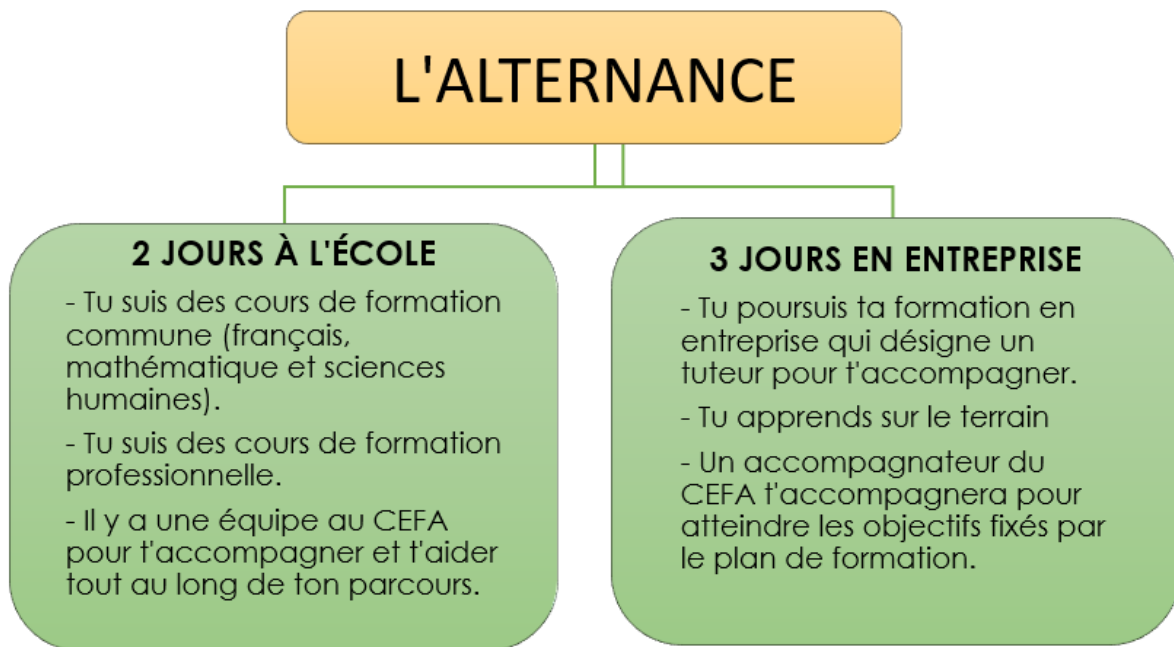 L'ALTERNANCE
2 JOURS À L'ÉCOLE
- Tu suis des cours de formation
commune (français,
mathématique et sciences
humaines).
- Tu suis des cours de formation
professionnelle.
- Il y a une équipe au CEFA
pour t'accompagner et t'aider
tout au long de ton parcours.
3 JOURS EN ENTREPRISE
- Tu poursuis ta formation en
entreprise qui désigne un
tuteur pour t'accompagner.
- Tu apprends sur le terrain
- Un accompagnateur du
CEFA t'accompagnera pour
atteindre les objectifs fixés par
le plan de formation.